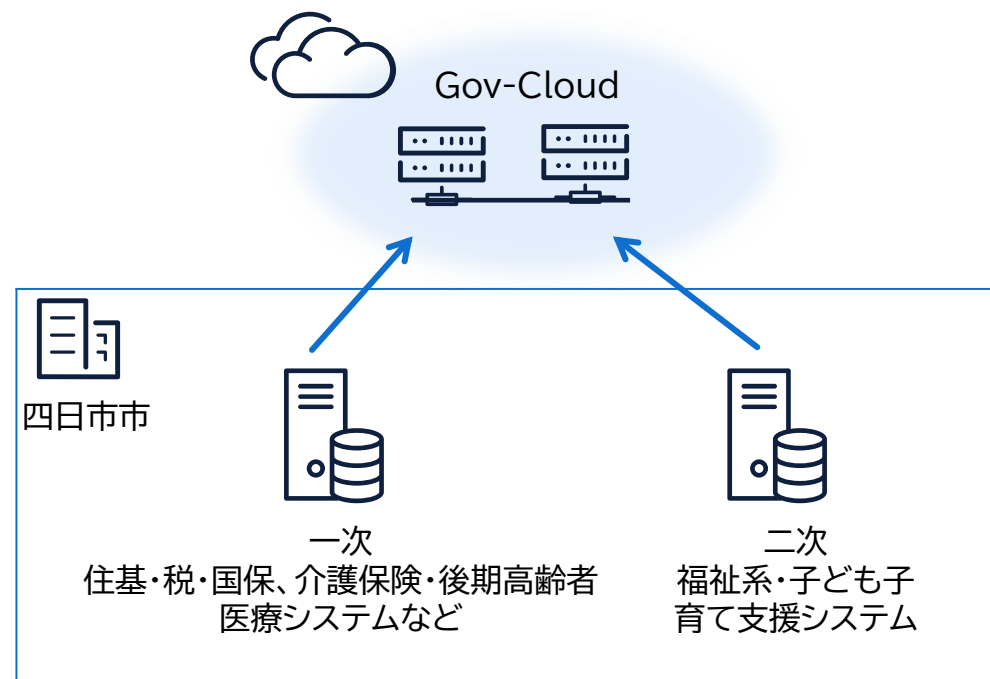 Gov-Cloud
四日市市
一次
住基・税・国保、介護保険・後期高齢者
医療システムなど
二次
福祉系・子ども子
育て支援システム